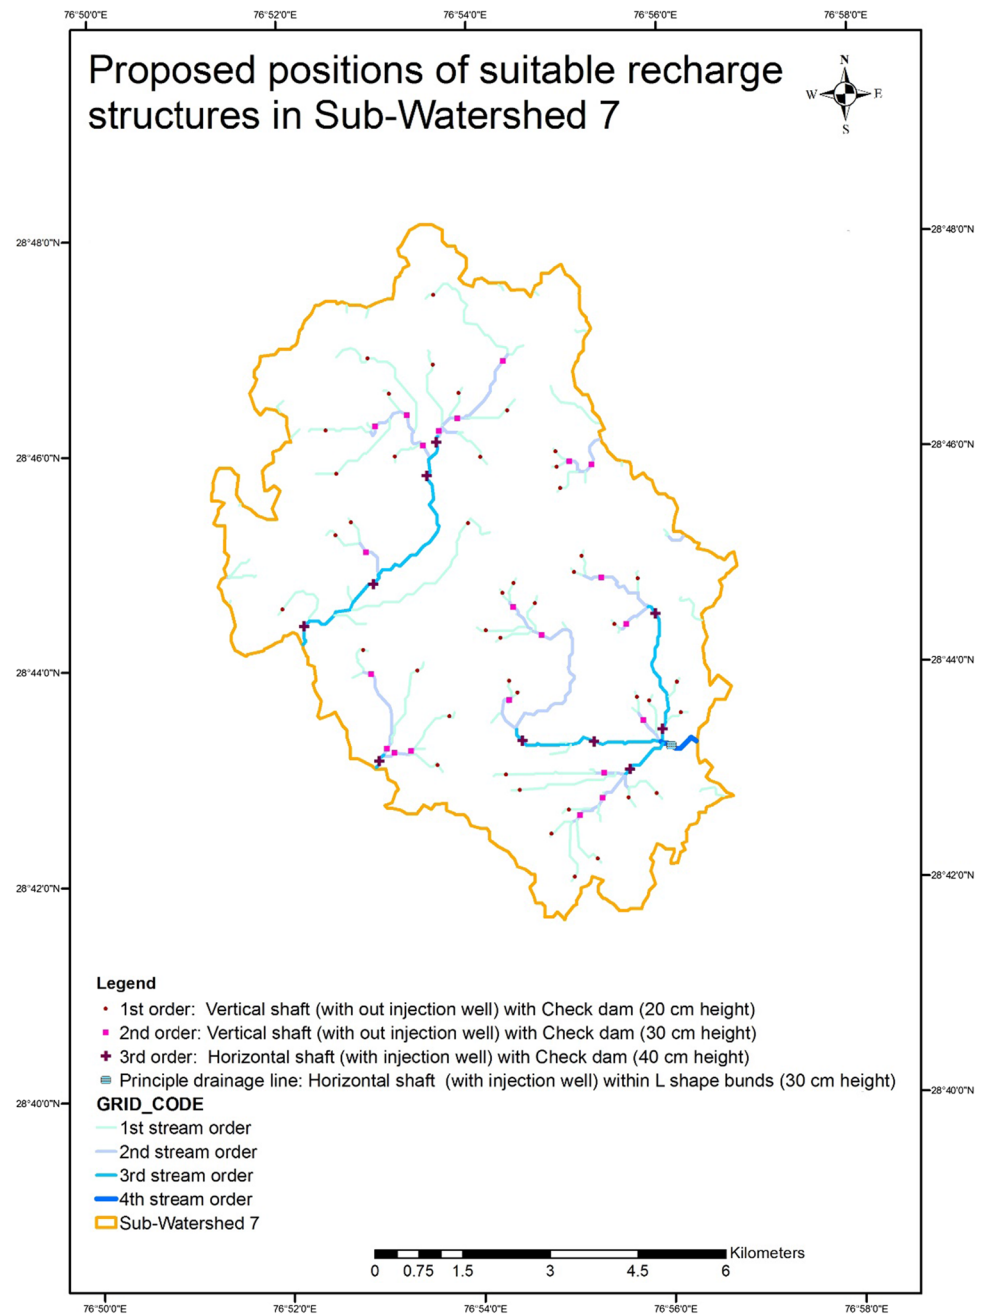 76°50'0"E 76°52'0"E 76°54'0"E 76°56'0"E 76°58'0"E
Proposed positions of suitable recharge
structures in Sub-Watershed 7
N
W E
S
28°48'0"N 28°48'0"N
28°46'0"N 28°46'0"N
28°44'0"N 28°44'0"N
28°42'0"N 28°42'0"N
Legend
1st order: Vertical shaft (with out injection well) with Check dam (20 cm height)
2nd order: Vertical shaft (with out injection well) with Check dam (30 cm height)
3rd order: Horizontal shaft (with injection well) with Check dam (40 cm height)
Principle drainage line: Horizontal shaft (with injection well) within L shape bunds (30 cm height)
28°40'0"N 28°40'0"N
GRID_CODE
1st stream order
2nd stream order
3rd stream order
4th stream order
Sub-Watershed 7
Kilometers
0 0.75 1.5 3 4.5 6
76°50'0"E 76°52'0"E 76°54'0"E 76°56'0"E 76°58'0"E